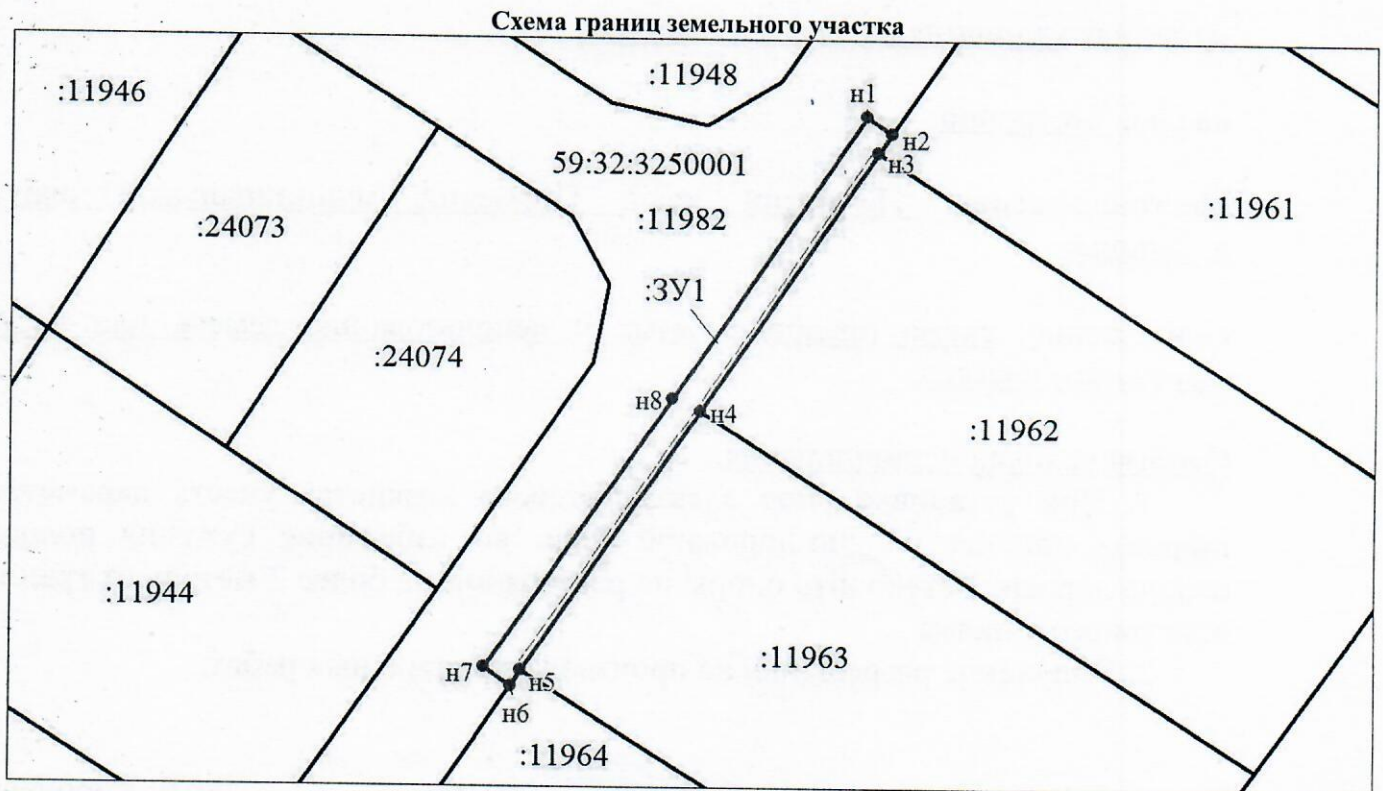 Схема границ земельного участка
:11948
:11946
н1
н2
н3
59:32:3250001
:11982
:11961
:24073
:ЗУ1
:24074
н8
н4
:11962
:11944
:11963
н7
н5
н6
:11964